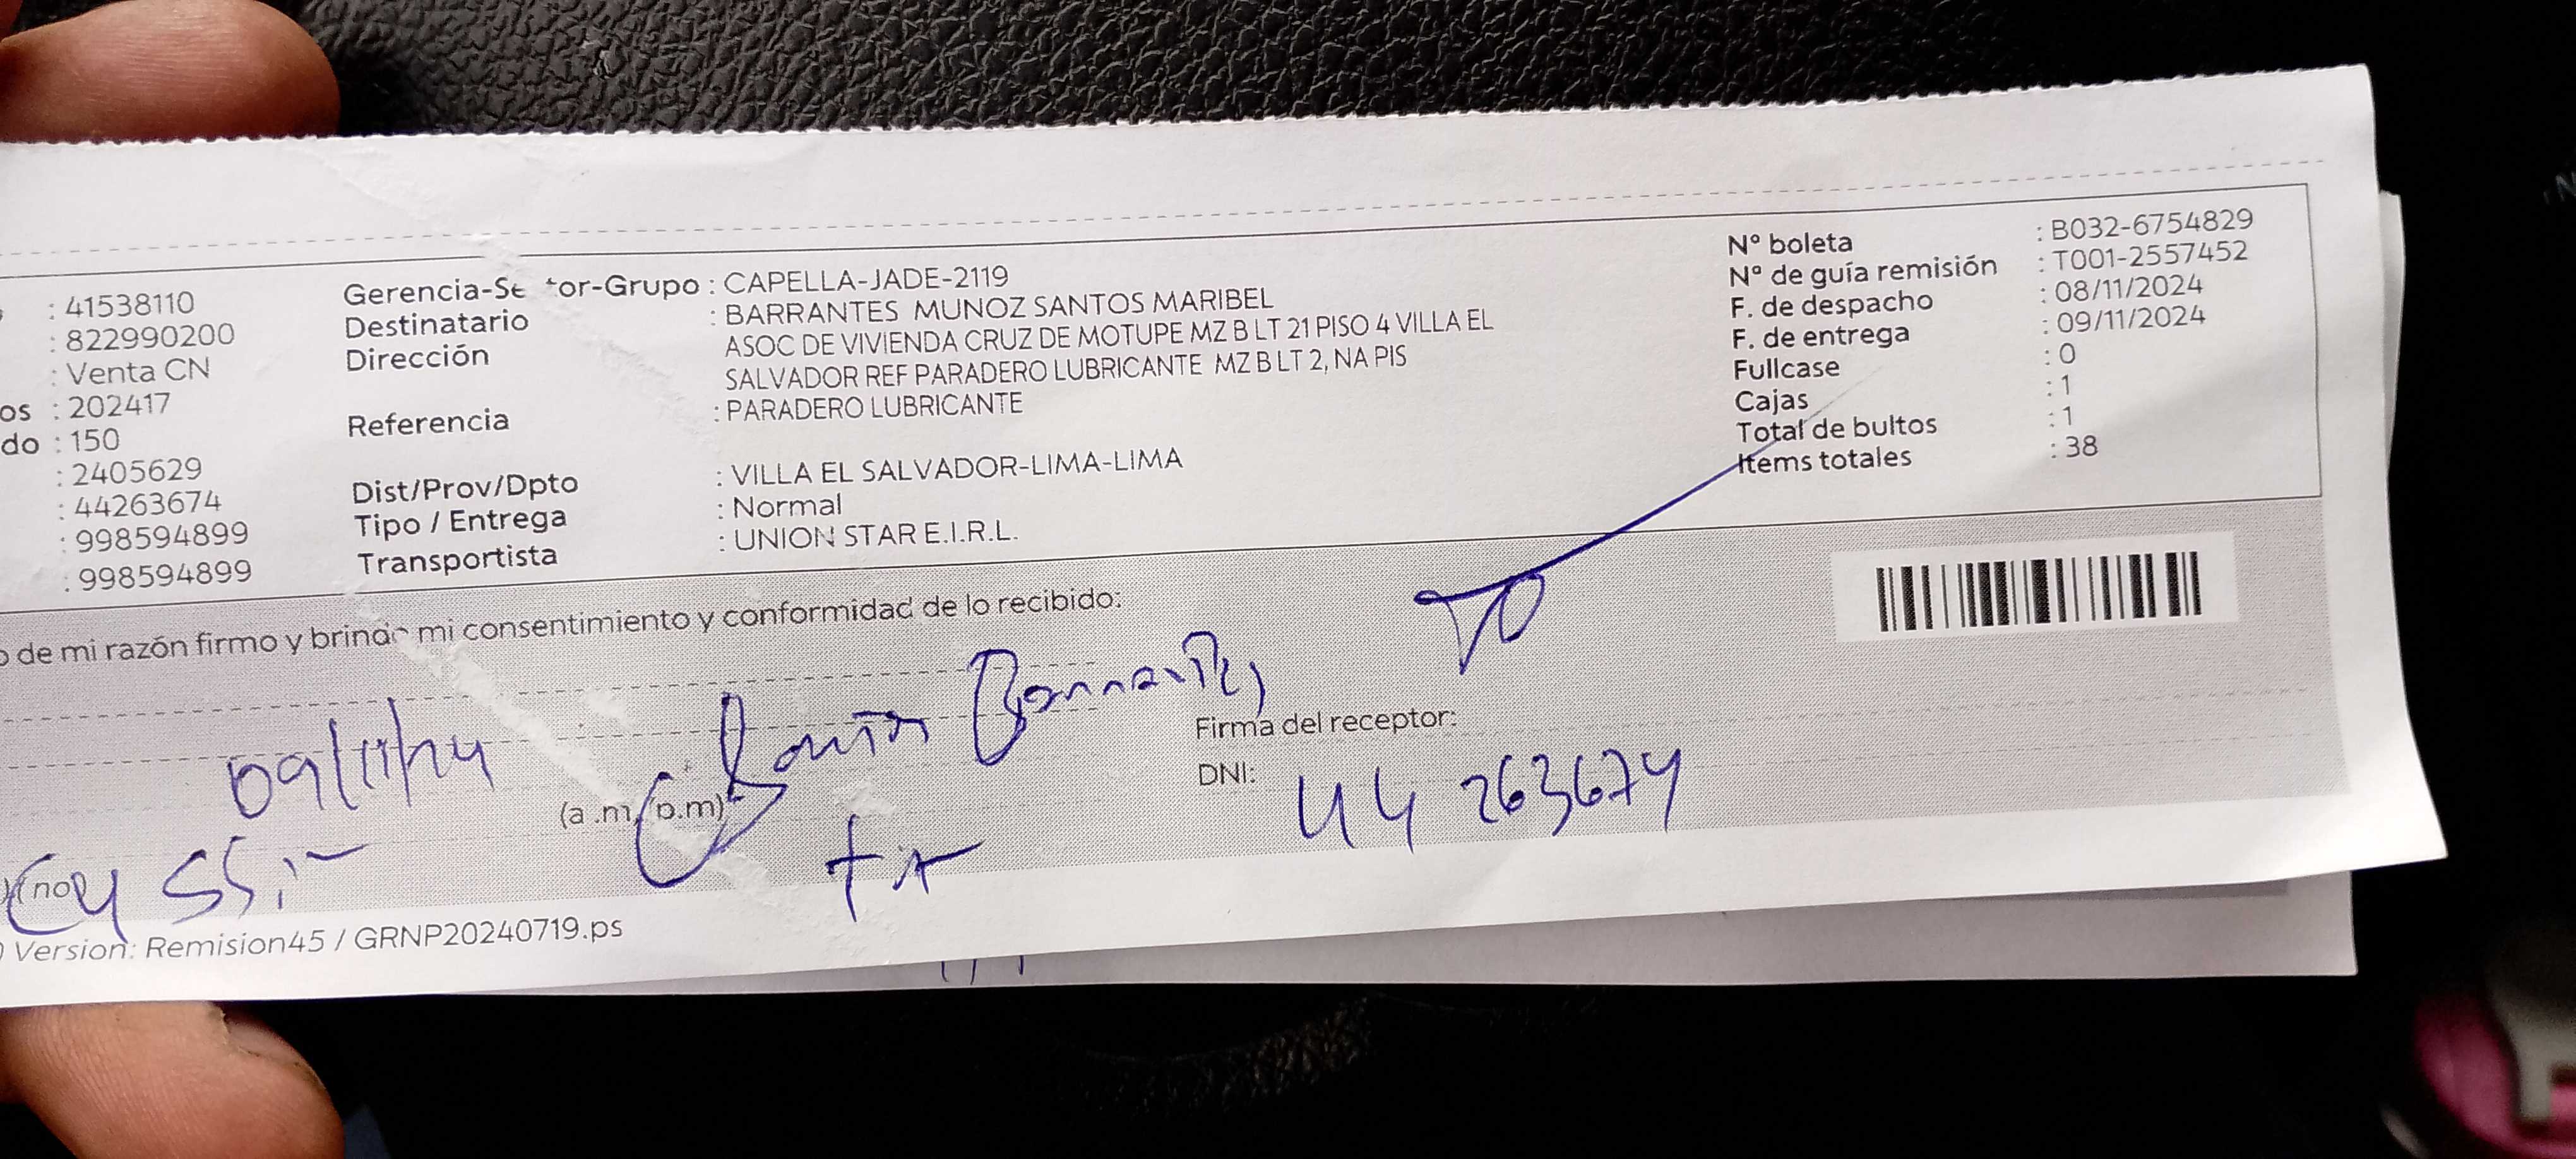 : 41538110
: 822990200
: Venta CN
os : 202417
do : 150
: 2405629
: 44263674
: 998594899
: 998594899
Gerencia-Se tor-Grupo : CAPELLA-JADE-2119
Destinatario : BARRANTES MUNOZ SANTOS MARIBEL
Dirección ASOC DE VIVIENDA CRUZ DE MOTUPE MZ B LT 21 PISO 4 VILLA EL
SALVADOR REF PARADERO LUBRICANTE MZ B LT 2, NA PIS
Referencia : PARADERO LUBRICANTE
Dist/Prov/Dpto : VILLA EL SALVADOR-LIMA-LIMA
Tipo / Entrega : Normal
Transportista : UNION STAR E.I.R.L.
Nº boleta : B032-6754829
Nº de guía remisión : T001-2557452
F. de despacho : 08/11/2024
F. de entrega : 09/11/2024
Fullcase : 0
Cajas : 1
Total de bultos : 1
Items totales : 38
o de mi razón firmo y brindo mi consentimiento y conformidad de lo recibido:
09/11/24
Barrantes
(a.m/p.m)
Firma del receptor:
DNI: 44263674
(no)
) Version: Remision45 / GRNP20240719.ps